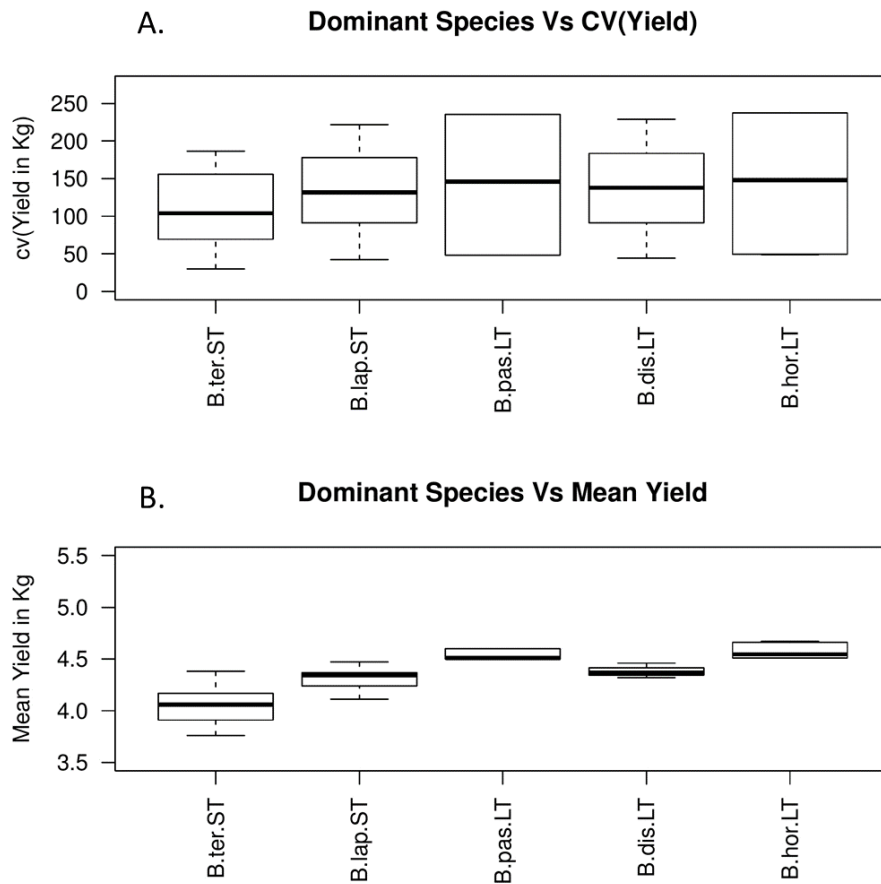 A. Dominant Species Vs CV(Yield)
cv(Yield in Kg)
250
200
150
100
50
0
B.ter.ST
B.lap.ST
B.pas.LT
B.dis.LT
B.hor.LT
B. Dominant Species Vs Mean Yield
Mean Yield in Kg
5.5
5.0
4.5
4.0
3.5
B.ter.ST
B.lap.ST
B.pas.LT
B.dis.LT
B.hor.LT